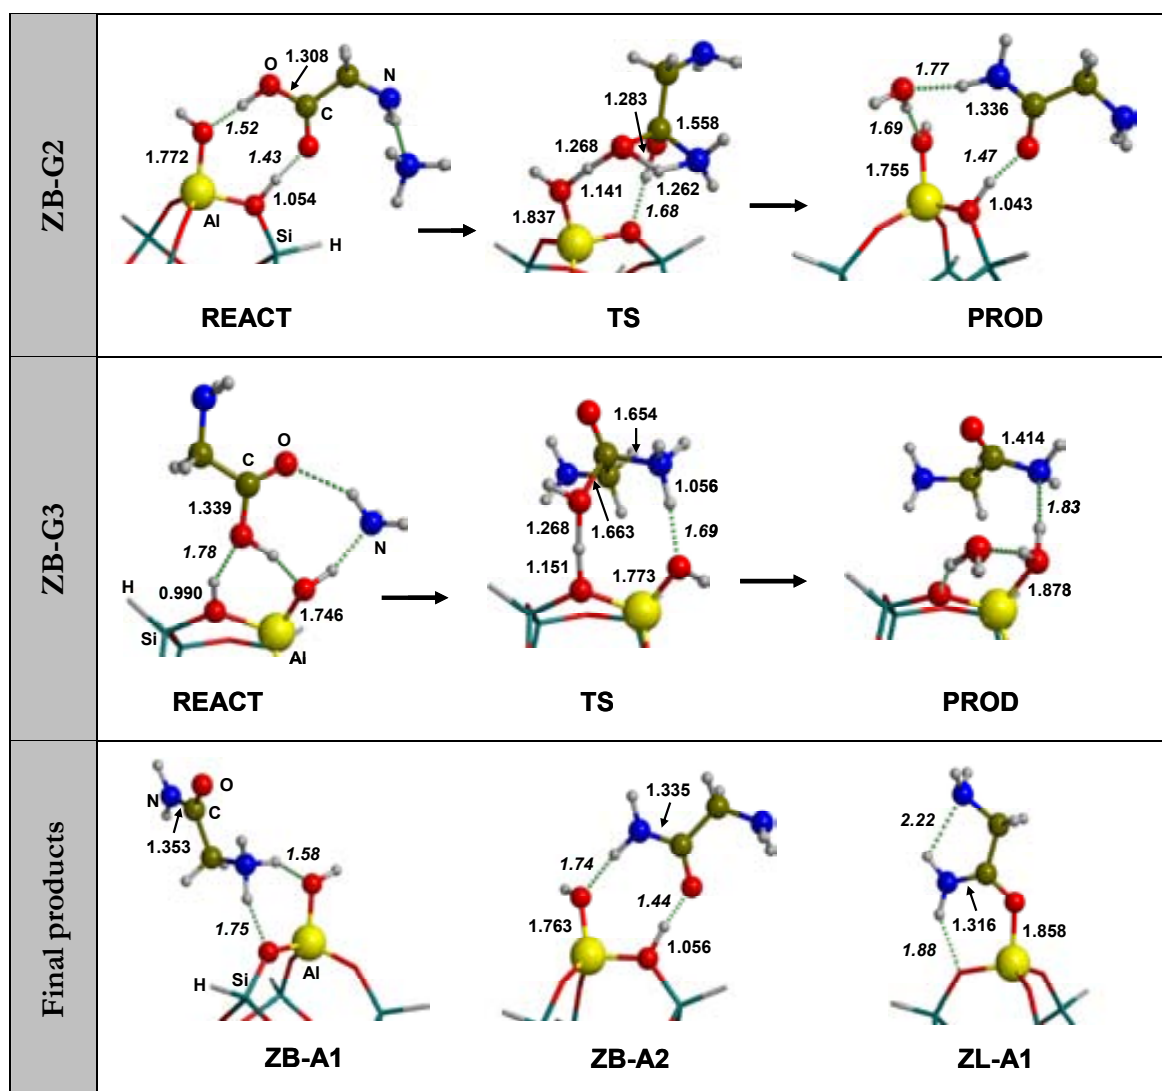 ZB-G2
O
1.308
N
C
1.52
1.43
1.772
1.054
Al
Si
H
REACT
1.283
1.558
1.268
1.141
1.262
1.68
1.837
TS
1.77
1.336
1.69
1.47
1.755
1.043
PROD
ZB-G3
O
C
1.339
1.78
N
H
0.990
1.746
Si
Al
REACT
1.654
1.056
1.268
1.663
1.69
1.151
1.773
TS
1.414
1.83
1.878
PROD
Final products
N
O
C
1.353
1.58
1.75
Si
Al
H
ZB-A1
1.335
1.74
1.44
1.763
1.056
ZB-A2
2.22
1.316
1.858
1.88
ZL-A1